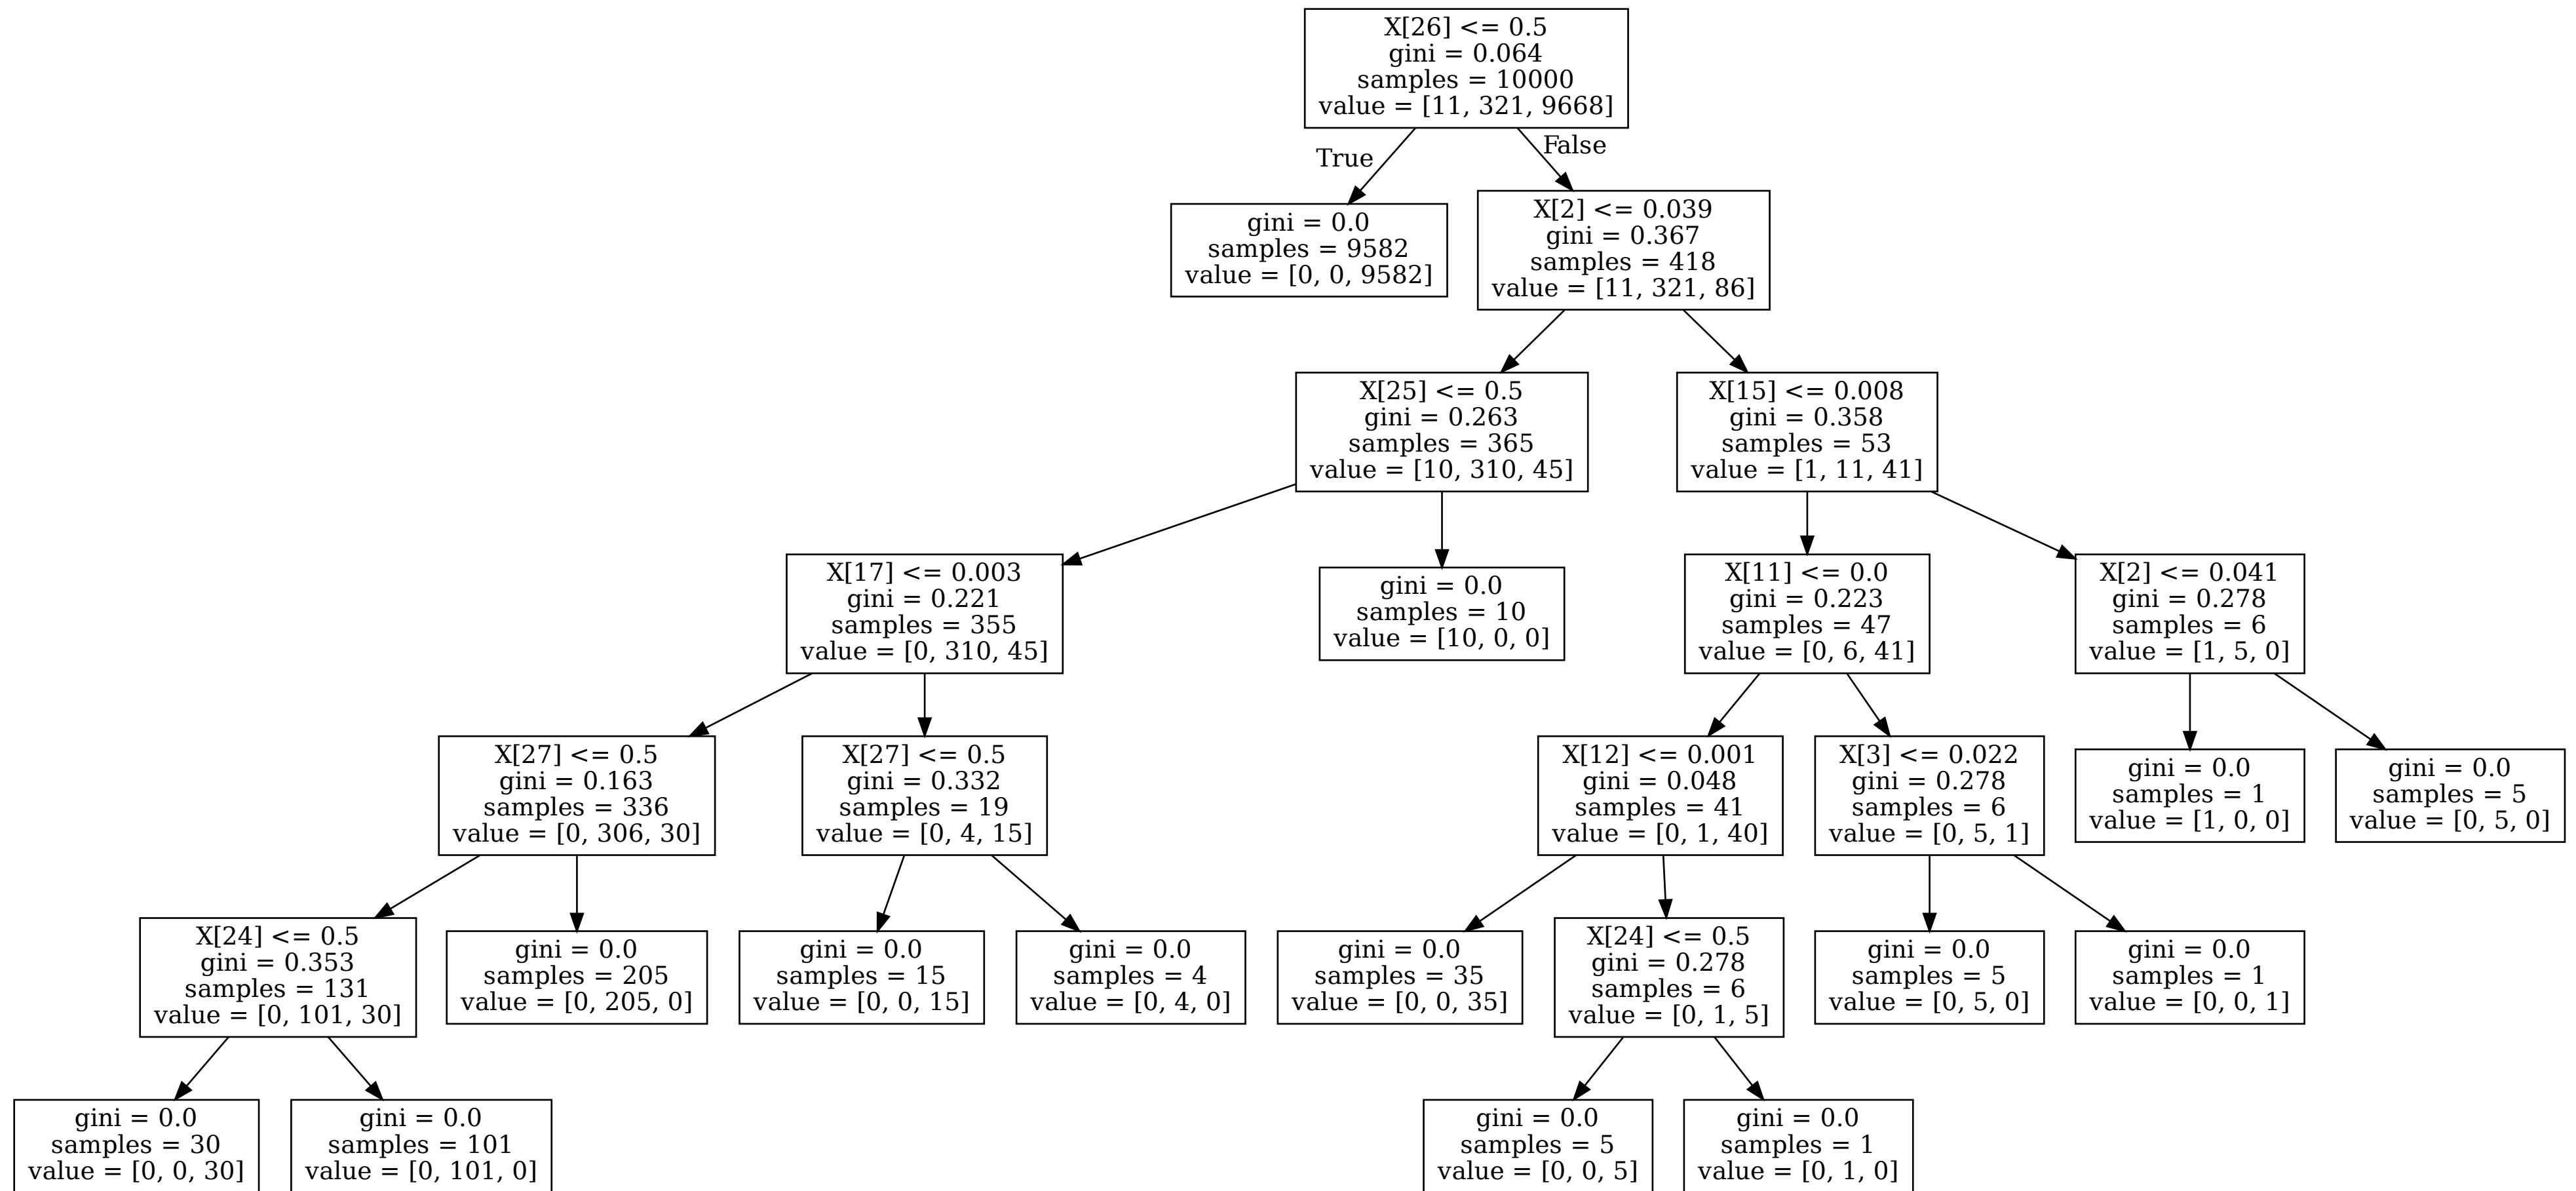 X[26] <= 0.5
gini = 0.064
samples = 10000
value = [11, 321, 9668]
True
False
gini = 0.0
samples = 9582
value = [0, 0, 9582]
X[2] <= 0.039
gini = 0.367
samples = 418
value = [11, 321, 86]
X[25] <= 0.5
gini = 0.263
samples = 365
value = [10, 310, 45]
X[15] <= 0.008
gini = 0.358
samples = 53
value = [1, 11, 41]
X[17] <= 0.003
gini = 0.221
samples = 355
value = [0, 310, 45]
gini = 0.0
samples = 10
value = [10, 0, 0]
X[11] <= 0.0
gini = 0.223
samples = 47
value = [0, 6, 41]
X[2] <= 0.041
gini = 0.278
samples = 6
value = [1, 5, 0]
X[27] <= 0.5
gini = 0.163
samples = 336
value = [0, 306, 30]
X[27] <= 0.5
gini = 0.332
samples = 19
value = [0, 4, 15]
X[12] <= 0.001
gini = 0.048
samples = 41
value = [0, 1, 40]
X[3] <= 0.022
gini = 0.278
samples = 6
value = [0, 5, 1]
gini = 0.0
samples = 1
value = [1, 0, 0]
gini = 0.0
samples = 5
value = [0, 5, 0]
X[24] <= 0.5
gini = 0.353
samples = 131
value = [0, 101, 30]
gini = 0.0
samples = 205
value = [0, 205, 0]
gini = 0.0
samples = 15
value = [0, 0, 15]
gini = 0.0
samples = 4
value = [0, 4, 0]
gini = 0.0
samples = 35
value = [0, 0, 35]
X[24] <= 0.5
gini = 0.278
samples = 6
value = [0, 1, 5]
gini = 0.0
samples = 5
value = [0, 5, 0]
gini = 0.0
samples = 1
value = [0, 0, 1]
gini = 0.0
samples = 30
value = [0, 0, 30]
gini = 0.0
samples = 101
value = [0, 101, 0]
gini = 0.0
samples = 5
value = [0, 0, 5]
gini = 0.0
samples = 1
value = [0, 1, 0]